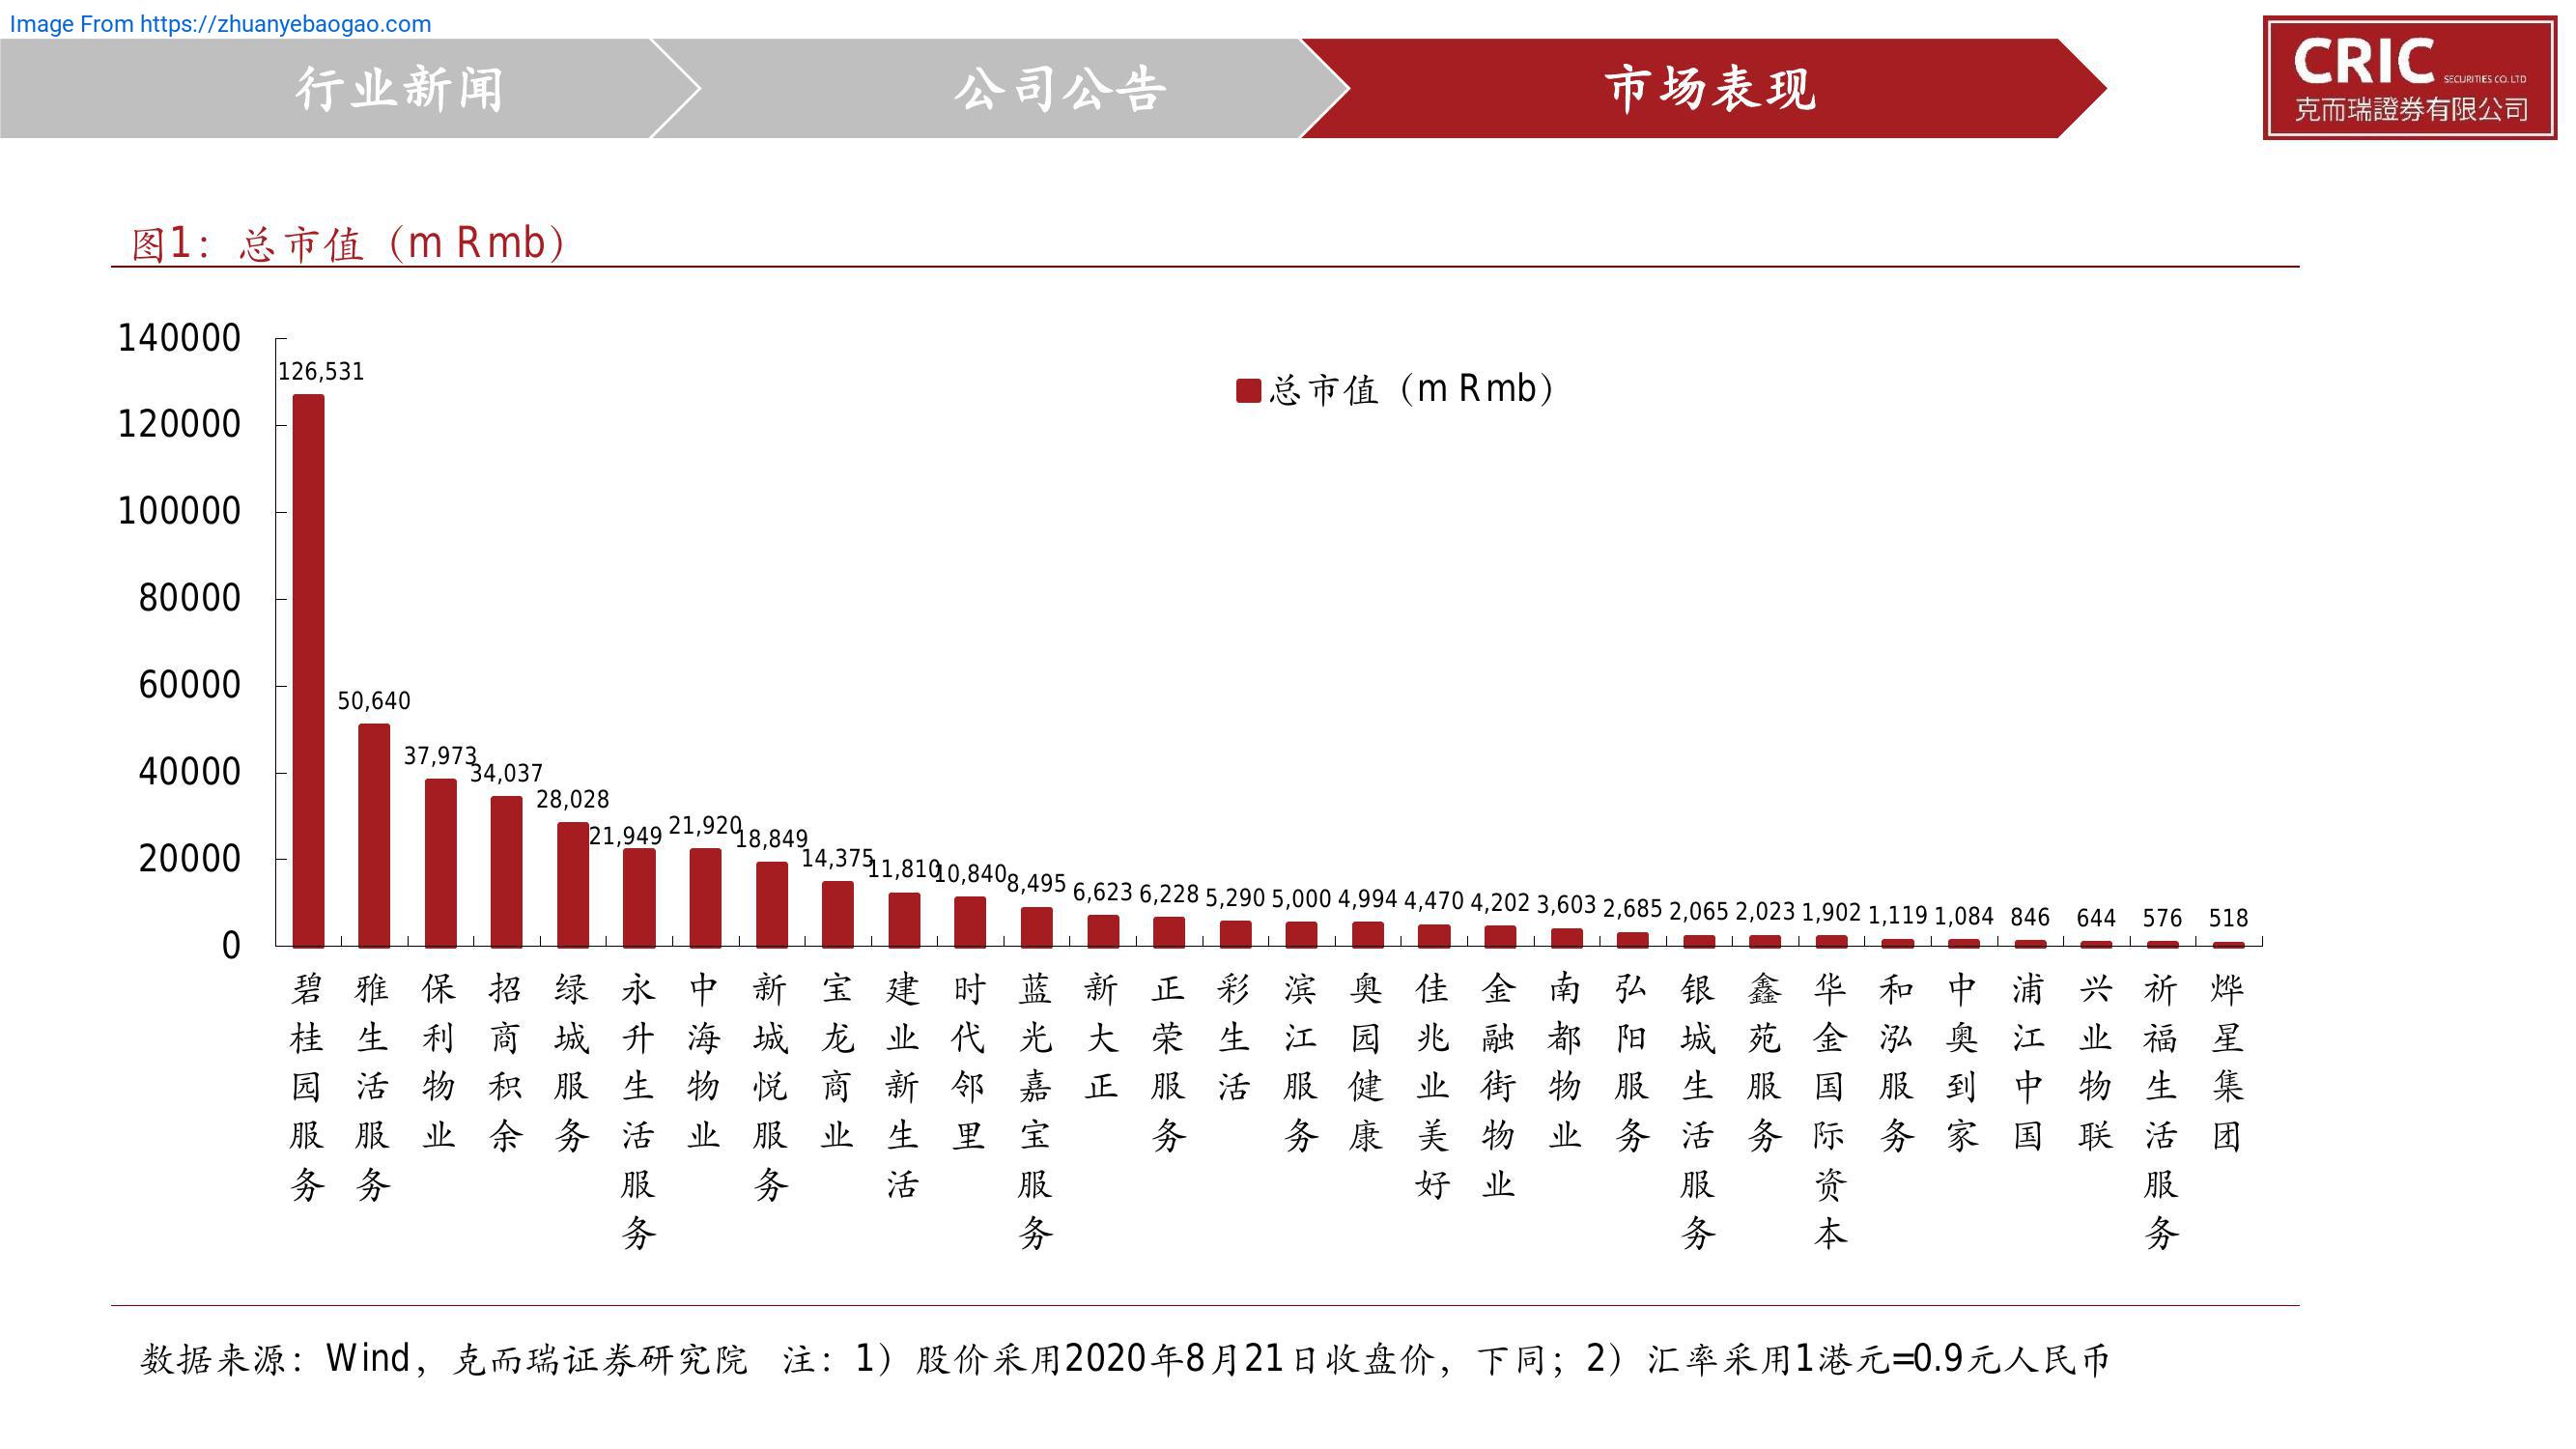 Image From https://zhuanyebaogao.com
行业新闻
公司公告
市场表现
CRIC SECURITIES CO. LTD
克而瑞證券有限公司
图1：总市值（m Rmb）
总市值（m Rmb）
140000
120000
100000
80000
60000
40000
20000
0
126,531
50,640
37,973
34,037
28,028
21,949
21,920
18,849
14,375
11,810
10,840
8,495
6,623
6,228
5,290
5,000
4,994
4,470
4,202
3,603
2,685
2,065
2,023
1,902
1,119
1,084
846
644
576
518
碧桂园服务
雅生活服务
保利物业
招商积余
绿城服务
永升生活服务
中海物业
新城悦服务
宝龙商业
建业新生活
时代邻里
蓝光嘉宝服务
新大正
正荣服务
彩生活
滨江服务
奥园健康
佳兆业美好
金融街物业
南都物业
弘阳服务
银城生活服务
鑫苑服务
华金国际资本
和泓服务
中奥到家
浦江中国
兴业物联
祈福生活服务
烨星集团
数据来源：Wind，克而瑞证券研究院 注：1）股价采用2020年8月21日收盘价，下同；2）汇率采用1港元=0.9元人民币